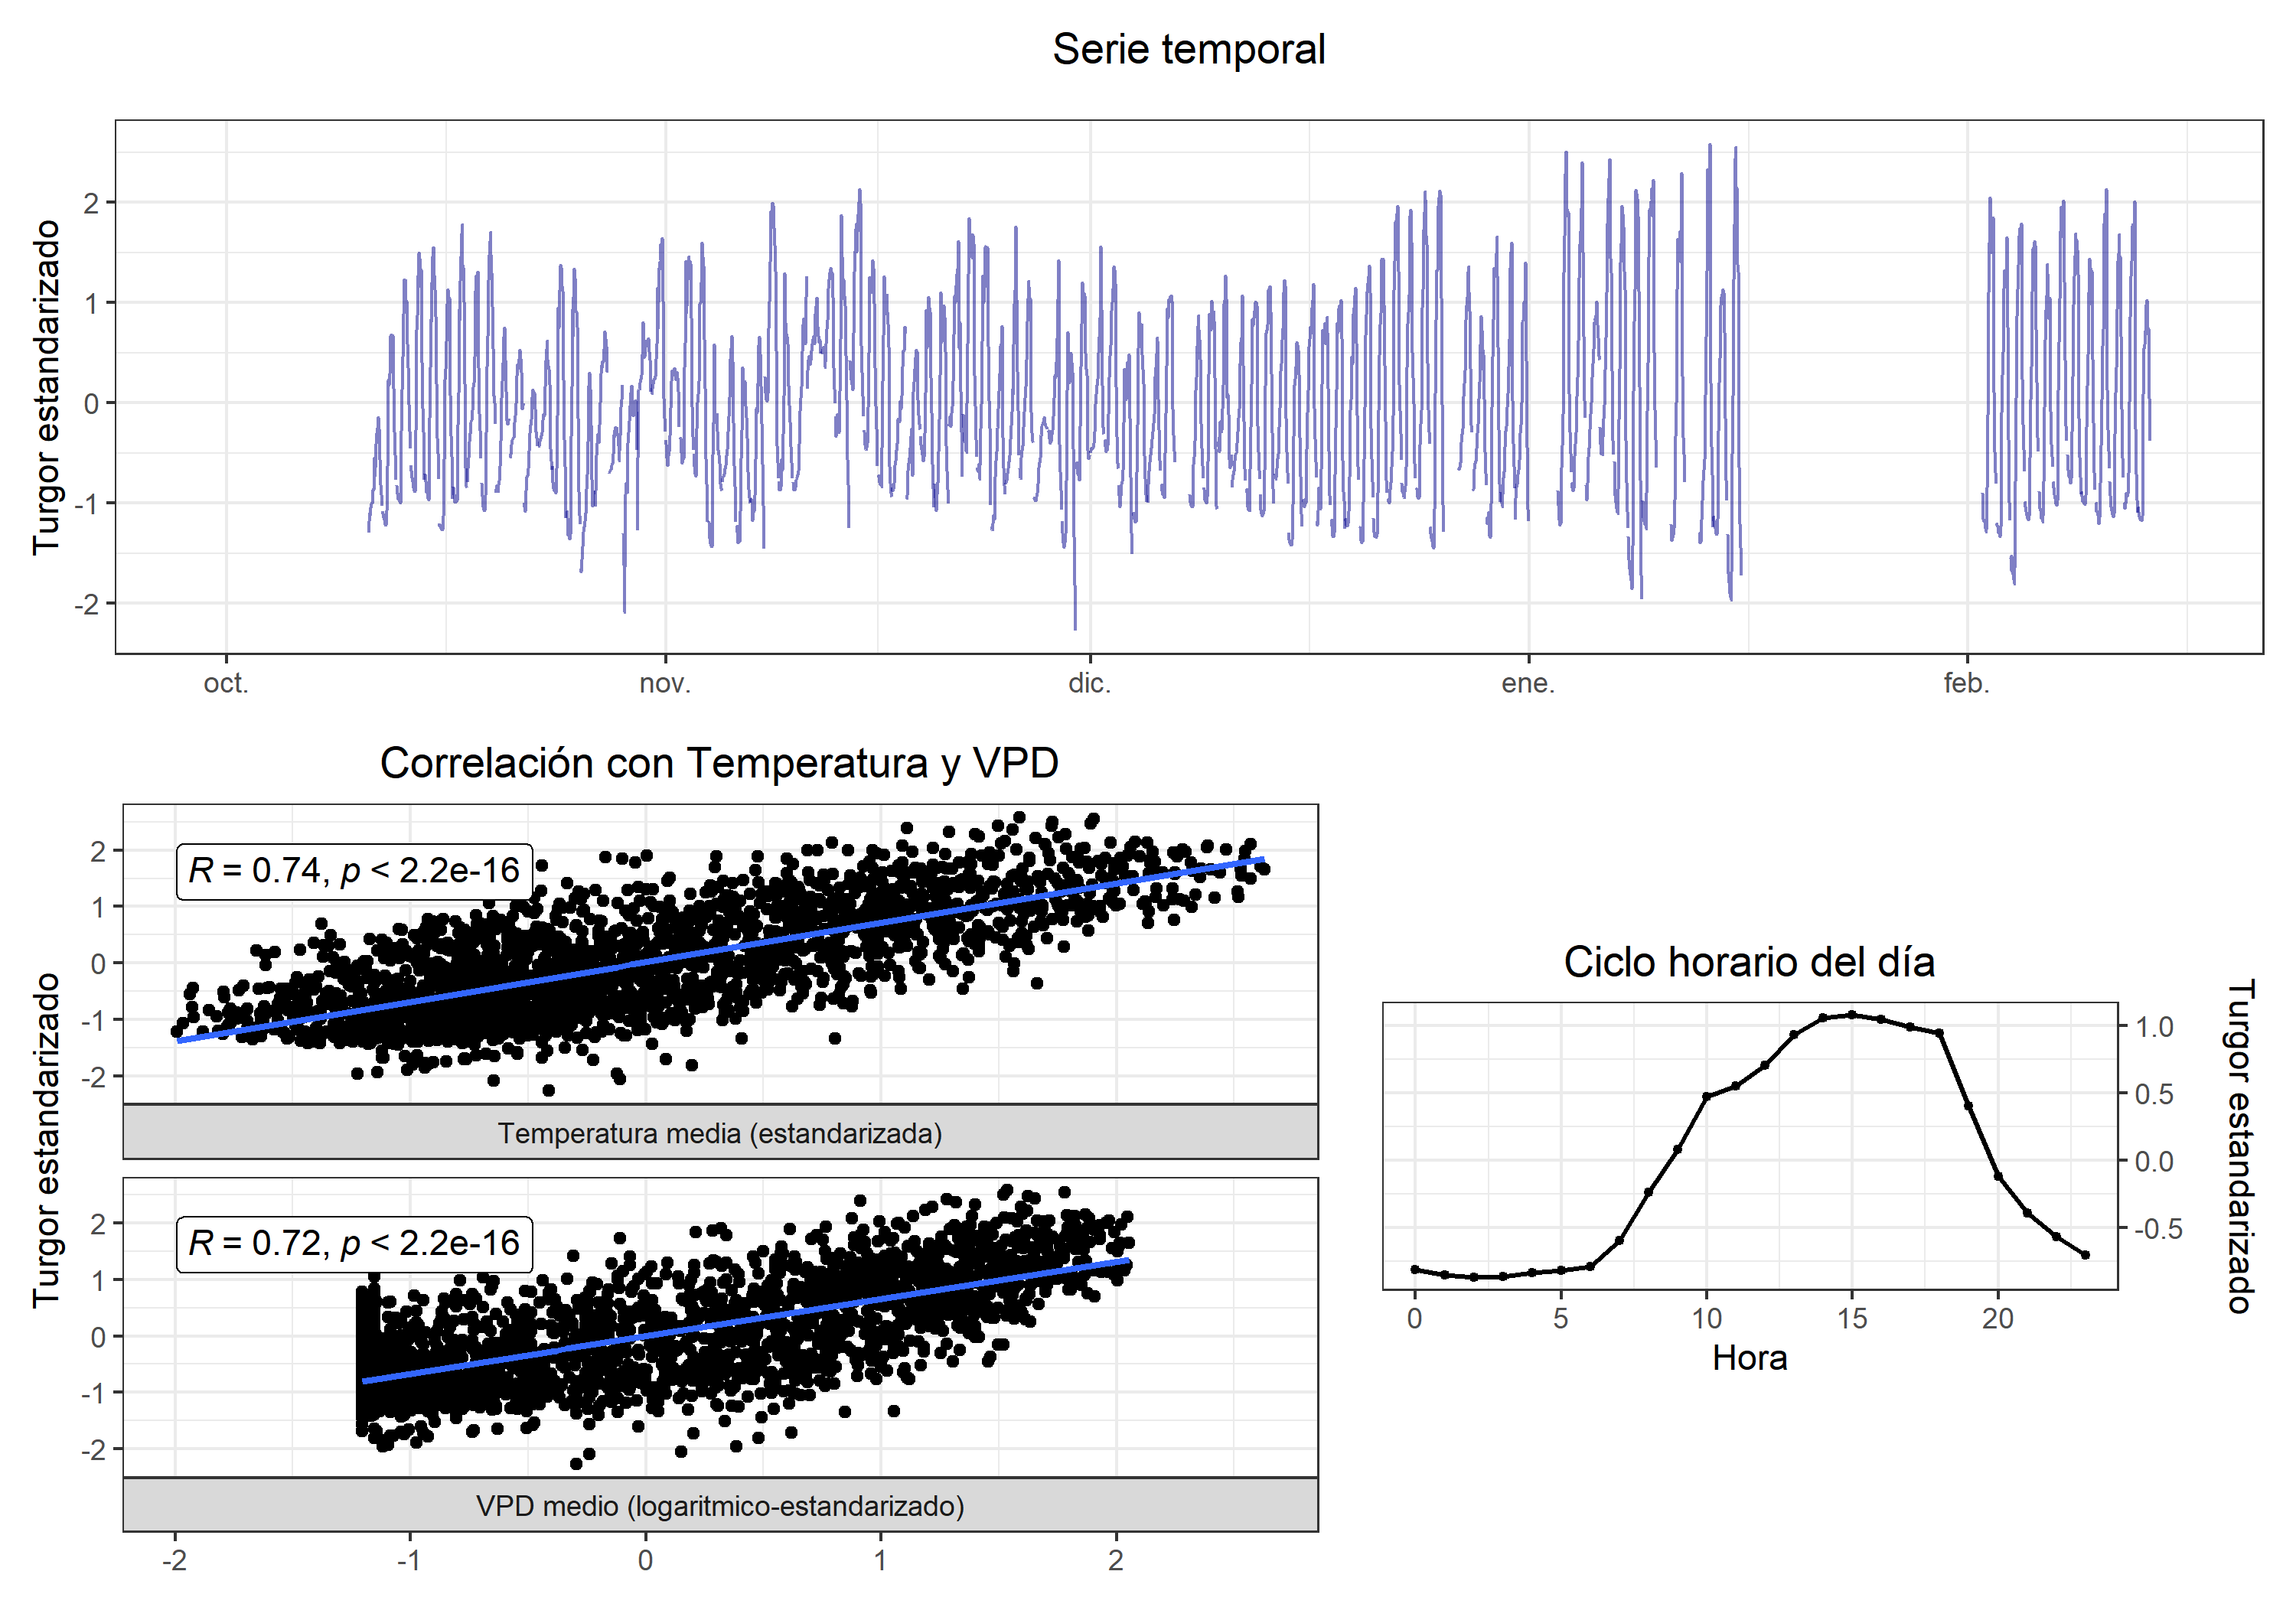 Serie temporal
Turgor estandarizado
2
1
0
-1
-2
oct.
nov.
dic.
ene.
feb.
Correlación con Temperatura y VPD
Turgor estandarizado
2
1
0
-1
-2
R = 0.74, p < 2.2e-16
Temperatura media (estandarizada)
2
1
0
-1
-2
R = 0.72, p < 2.2e-16
VPD medio (logaritmico-estandarizado)
-2
-1
0
1
2
Ciclo horario del día
1.0
0.5
0.0
-0.5
Turgor estandarizado
0
5
10
15
20
Hora